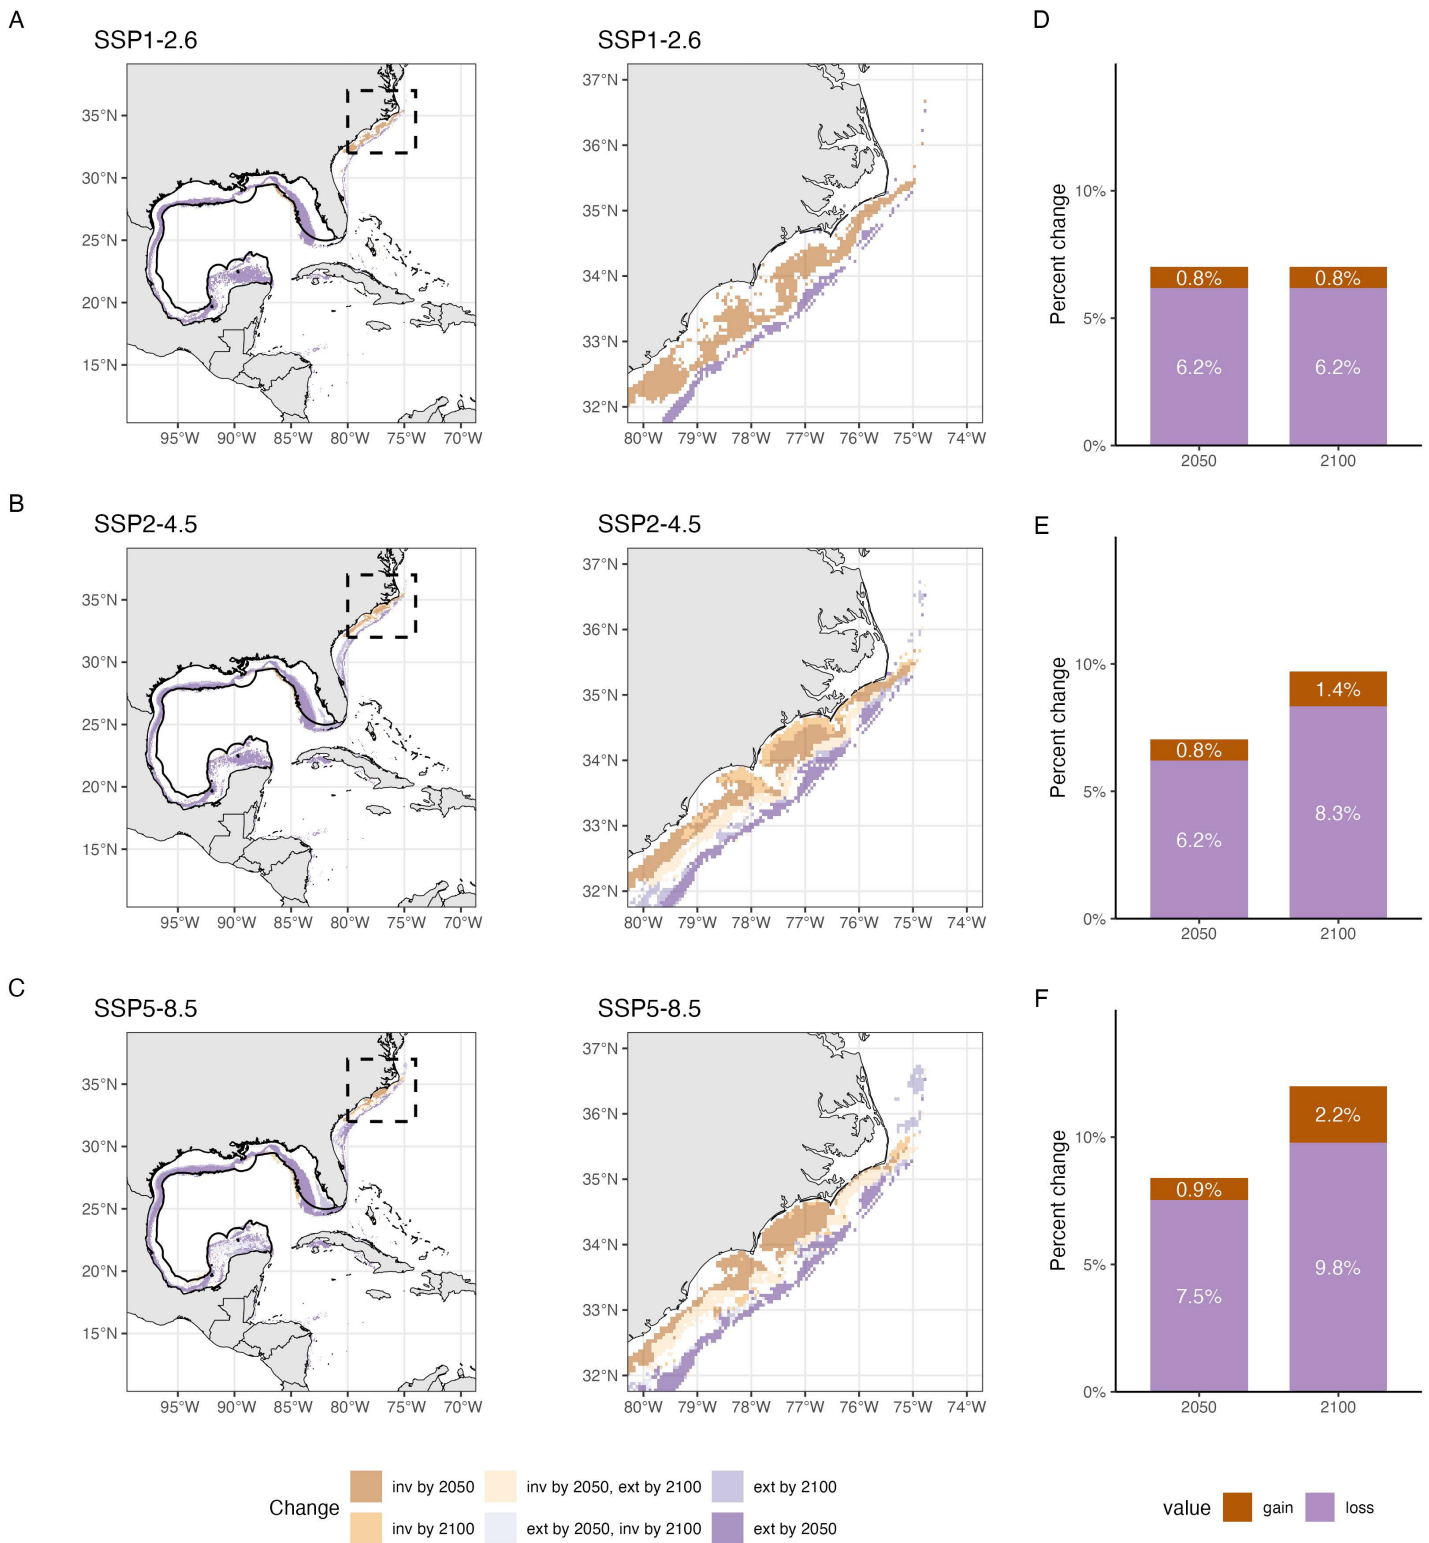 A
SSP1-2.6
35°N
30°N
25°N
20°N
15°N
95°W 90°W 85°W 80°W 75°W 70°W
SSP1-2.6
37°N
36°N
35°N
34°N
33°N
32°N
80°W 79°W 78°W 77°W 76°W 75°W 74°W
D
Percent change
10%
5%
0%
0.8% 0.8%
6.2% 6.2%
2050 2100
B
SSP2-4.5
35°N
30°N
25°N
20°N
15°N
95°W 90°W 85°W 80°W 75°W 70°W
SSP2-4.5
37°N
36°N
35°N
34°N
33°N
32°N
80°W 79°W 78°W 77°W 76°W 75°W 74°W
E
Percent change
10%
5%
0%
0.8% 1.4%
6.2% 8.3%
2050 2100
C
SSP5-8.5
35°N
30°N
25°N
20°N
15°N
95°W 90°W 85°W 80°W 75°W 70°W
SSP5-8.5
37°N
36°N
35°N
34°N
33°N
32°N
80°W 79°W 78°W 77°W 76°W 75°W 74°W
F
Percent change
10%
5%
0%
0.9% 2.2%
7.5% 9.8%
2050 2100
Change
inv by 2050 inv by 2050, ext by 2100 ext by 2100
inv by 2100 ext by 2050, inv by 2100 ext by 2050
value gain loss